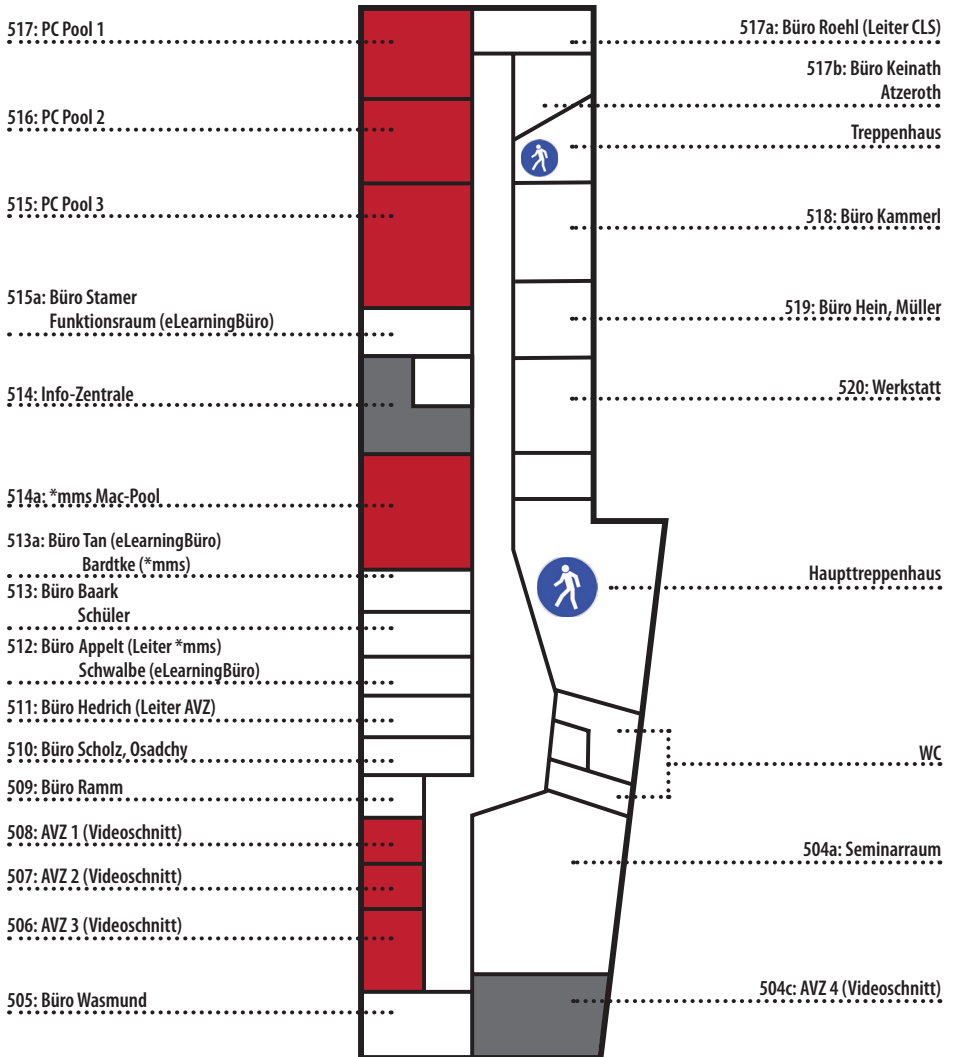 517: PC Pool 1
516: PC Pool 2
515: PC Pool 3
515a: Büro Stamer
Funktionsraum (eLearningBüro)
514: Info-Zentrale
514a: *mms Mac-Pool
513a: Büro Tan (eLearningBüro)
Bardtke (*mms)
513: Büro Baark
Schüler
512: Büro Appelt (Leiter *mms)
Schwalbe (eLearningBüro)
511: Büro Hedrich (Leiter AVZ)
510: Büro Scholz, Osadchy
509: Büro Ramm
508: AVZ 1 (Videoschnitt)
507: AVZ 2 (Videoschnitt)
506: AVZ 3 (Videoschnitt)
505: Büro Wasmund
517a: Büro Roehl (Leiter CLS)
517b: Büro Keinath
Atzeroth
Treppenhaus
518: Büro Kammerl
519: Büro Hein, Müller
520: Werkstatt
Haupttreppenhaus
WC
504a: Seminarraum
504c: AVZ 4 (Videoschnitt)